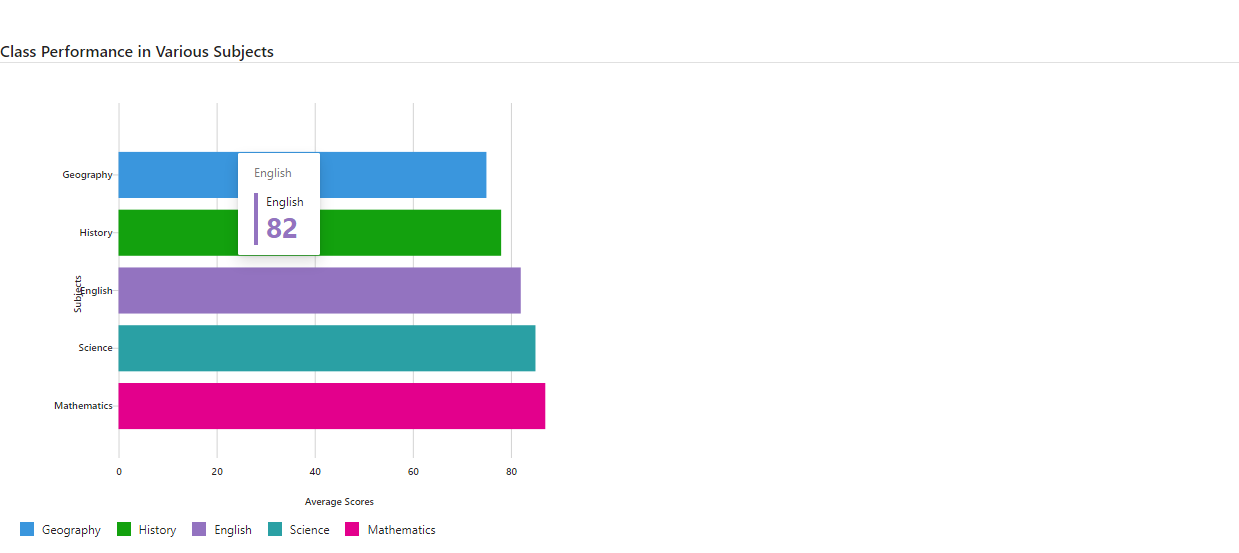 Class Performance in Various Subjects
Geography
English
English
82
History
Subjects
English
Science
Mathematics
0 20 40 60 80
Average Scores
Geography History English Science Mathematics